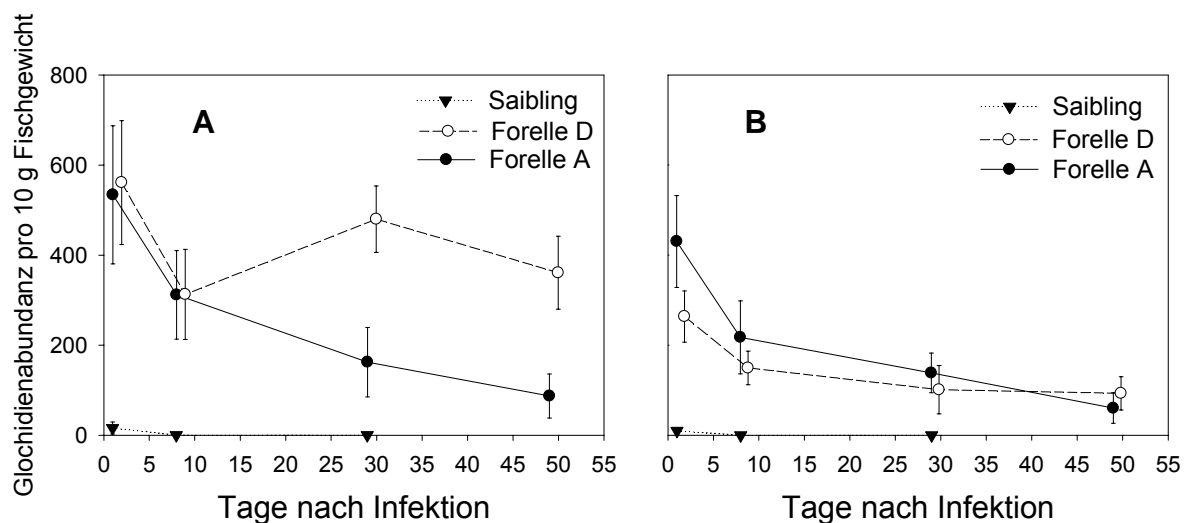 Glochidienabundanz pro 10 g Fischgewicht
800
600
400
200
0
A
Saibling
Forelle D
Forelle A
0 5 10 15 20 25 30 35 40 45 50 55
Tage nach Infektion
B
Saibling
Forelle D
Forelle A
0 5 10 15 20 25 30 35 40 45 50 55
Tage nach Infektion